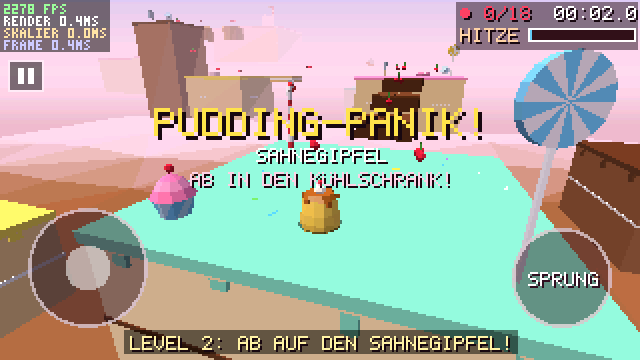 2278 FPS
RENDER 0.4MS
SKALIER 0.0MS
FRAME 0.4MS
0/18 00:02.0
HITZE
PUDDING-PANIK!
SAHNEGIPFEL
AB IN DEN KÜHLSCHRANK!
SPRUNG
LEVEL 2: AB AUF DEN SAHNEGIPFEL!